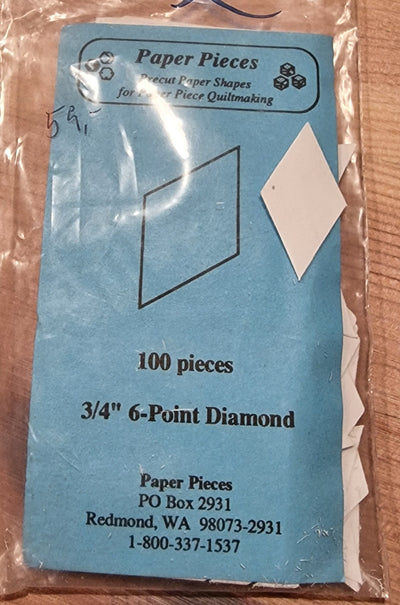 Paper Pieces
Precut Paper Shapes
for Paper Piece Quiltmaking
100 pieces
3/4" 6-Point Diamond
Paper Pieces
PO Box 2931
Redmond, WA 98073-2931
1-800-337-1537